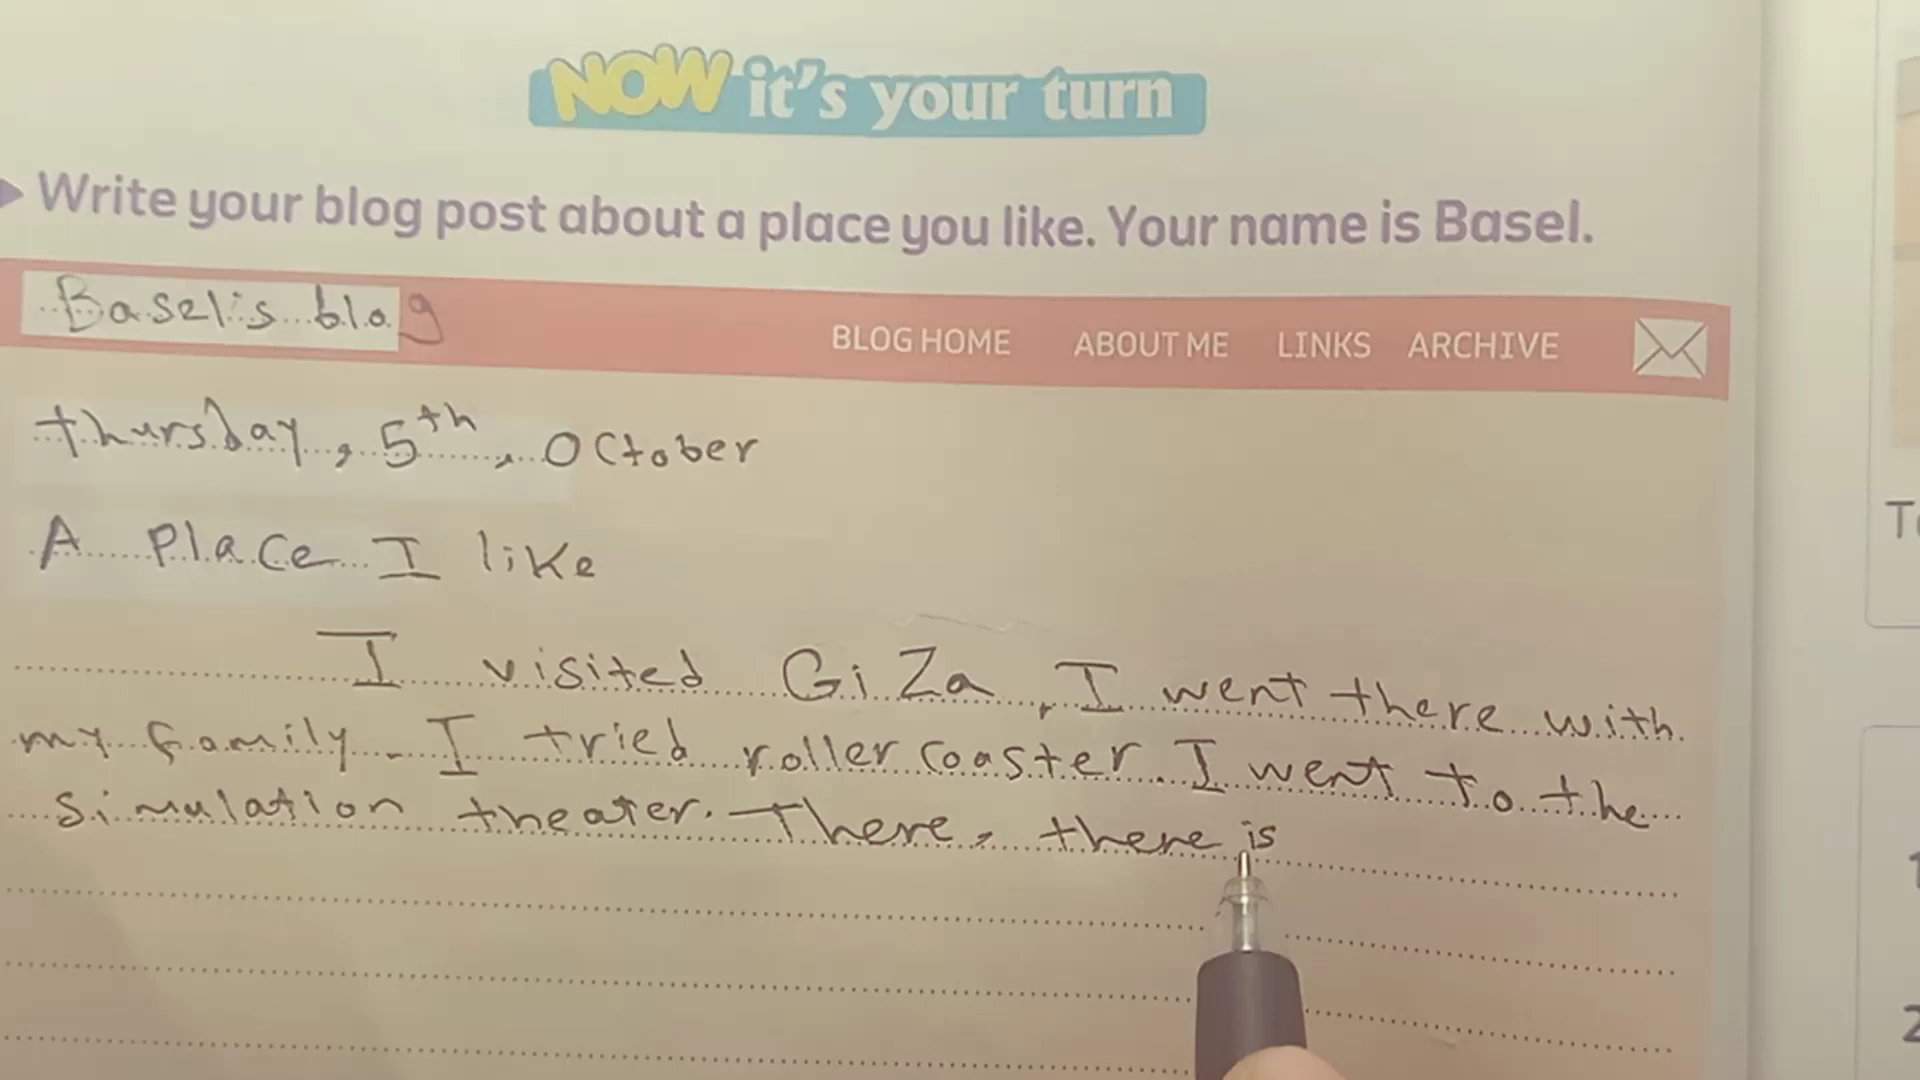 NOW it's your turn
Write your blog post about a place you like. Your name is Basel.
Basel's blog
BLOG HOME ABOUT ME LINKS ARCHIVE
thursday, 5th, October
A place I like
I visited GiZa, I went there with
my family. I tried roller coaster. I went to the
simulation theater. There, there is
1
2